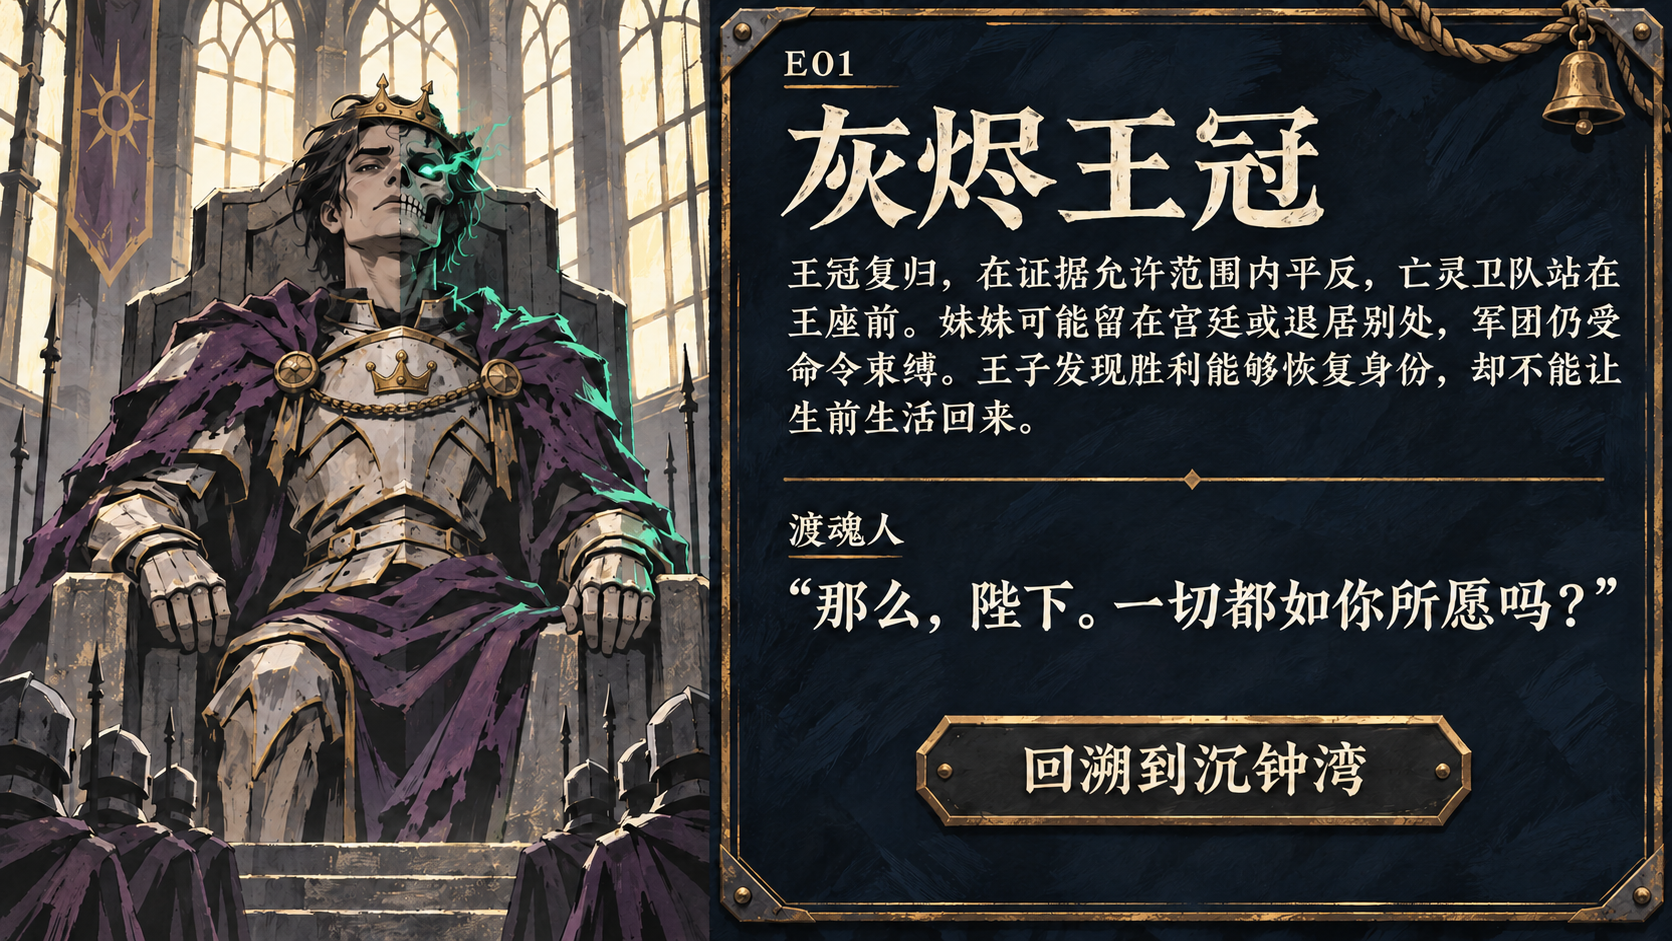 E01
灰烬王冠
王冠复归，在证据允许范围内平反，亡灵卫队站在
王座前。妹妹可能留在宫廷或退居别处，军团仍受
命令束缚。王子发现胜利能够恢复身份，却不能让
生前生活回来。
渡魂人
“那么，陛下。一切都如你所愿吗？”
回溯到沉钟湾